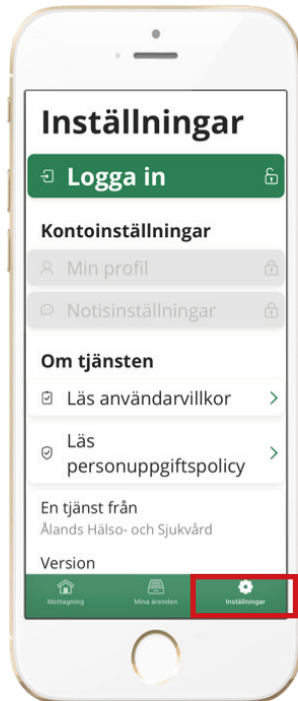 Inställningar
Logga in
Kontoinställningar
Min profil
Notisinställningar
Om tjänsten
Läs användarvillkor
Läs
personuppgiftspolicy
En tjänst från
Ålands Hälso- och Sjukvård
Version
Mottagning Mina ärenden Inställningar